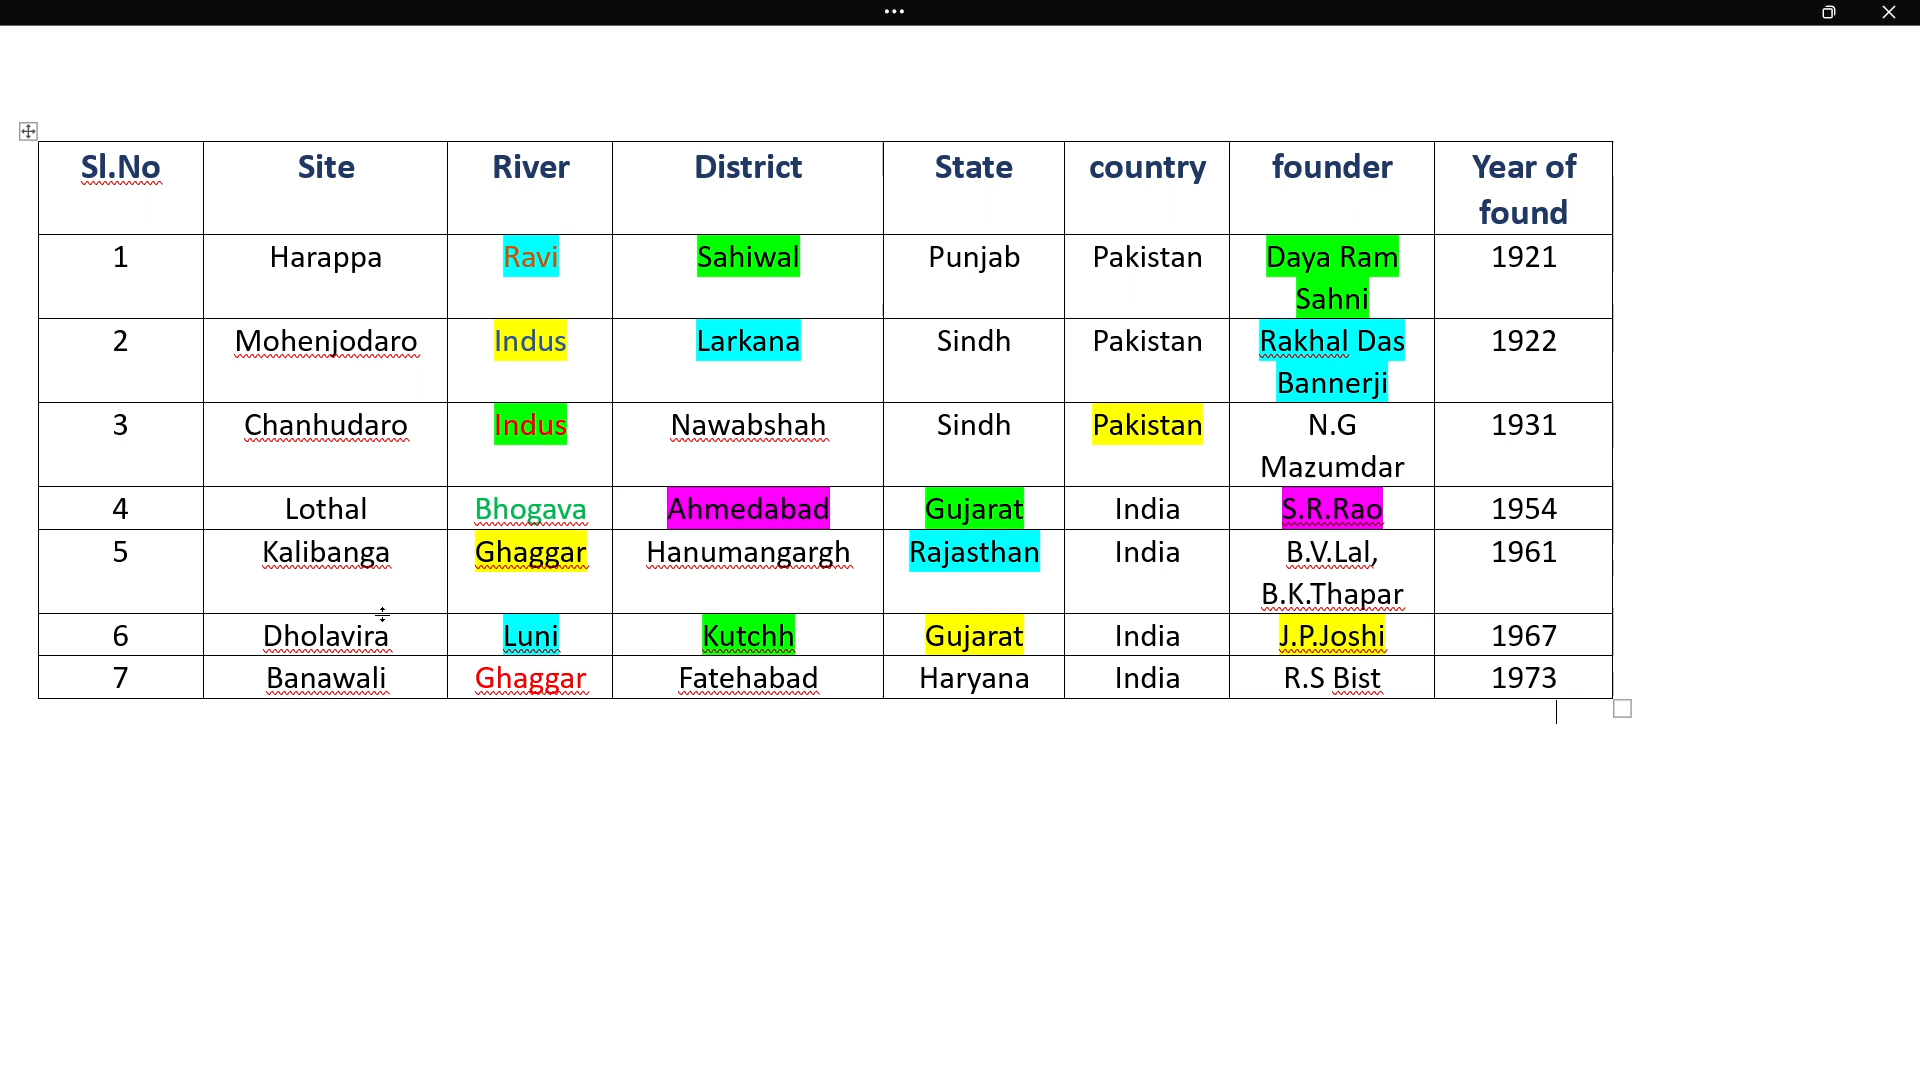 Sl.No Site River District State country founder Year of
found
1 Harappa Ravi Sahiwal Punjab Pakistan Daya Ram 1921
Sahni
2 Mohenjodaro Indus Larkana Sindh Pakistan Rakhal Das 1922
Bannerji
3 Chanhudaro Indus Nawabshah Sindh Pakistan N.G 1931
Mazumdar
4 Lothal Bhogava Ahmedabad Gujarat India S.R.Rao 1954
5 Kalibanga Ghaggar Hanumangargh Rajasthan India B.V.Lal, 1961
B.K.Thapar
6 Dholavira Luni Kutchh Gujarat India J.P.Joshi 1967
7 Banawali Ghaggar Fatehabad Haryana India R.S Bist 1973